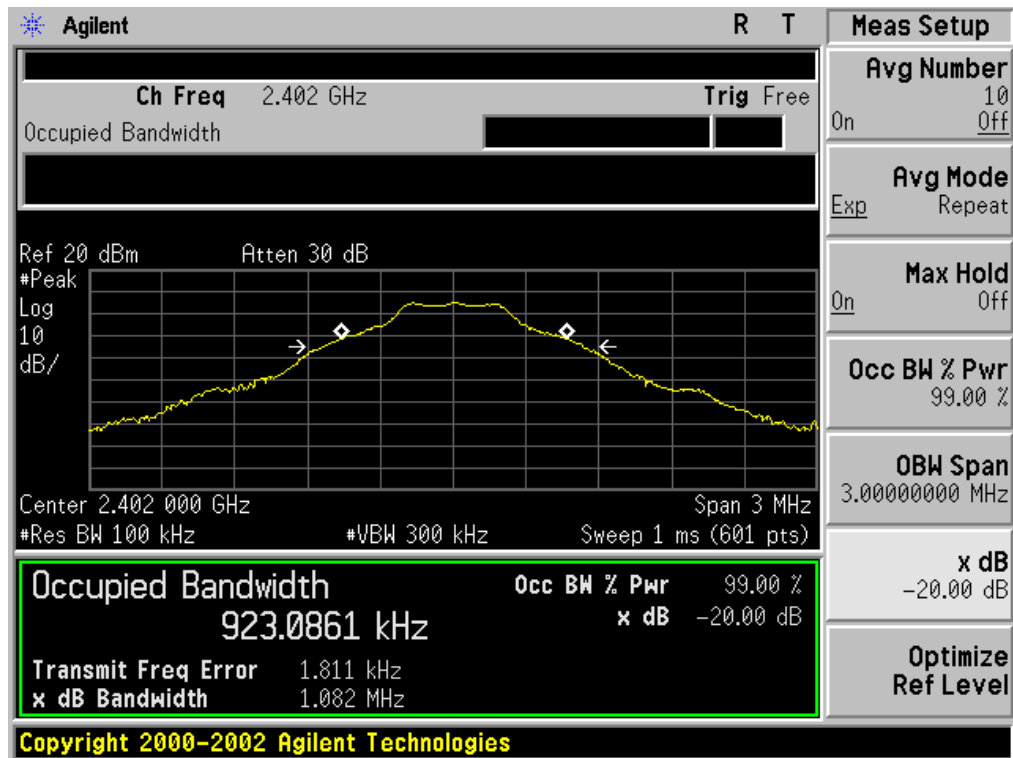 Agilent R T
Ch Freq 2.402 GHz Trig Free
Occupied Bandwidth
Ref 20 dBm Atten 30 dB
#Peak
Log
10
dB/
Center 2.402 000 GHz Span 3 MHz
#Res BW 100 kHz #VBW 300 kHz Sweep 1 ms (601 pts)
Occupied Bandwidth Occ BW % Pwr 99.00 %
923.0861 kHz x dB -20.00 dB
Transmit Freq Error 1.811 kHz
x dB Bandwidth 1.082 MHz
Copyright 2000-2002 Agilent Technologies
Meas Setup
Avg Number
10
On Off
Avg Mode
Exp Repeat
Max Hold
On Off
Occ BW % Pwr
99.00 %
OBW Span
3.00000000 MHz
x dB
-20.00 dB
Optimize
Ref Level